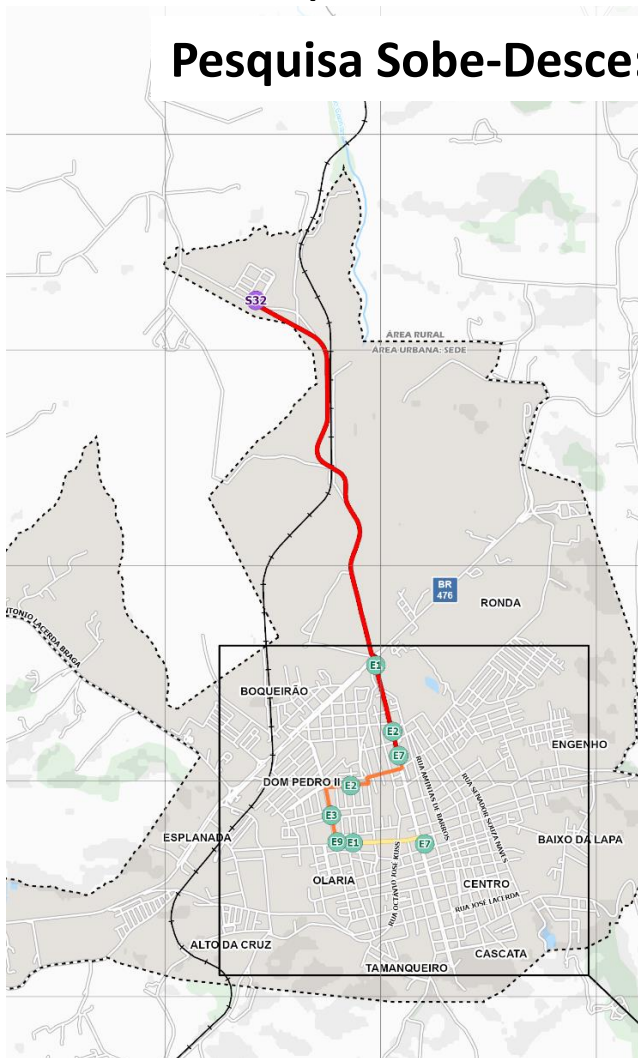 Pesquisa Sobe-Desce:
S32
ÁREA RURAL
ÁREA URBANA: SEDE
BR
476
RONDA
ANTONIO LACERDA BRAGA
E1
BOQUEIRÃO
E2
ENGENHO
E7
DOM PEDRO II
E2
RUA AMINTAS DE BARROS
RUA SENADOR SOUZA NAVES
E3
ESPLANADA
E9
E1
E7
BAIXO DA LAPA
OLARIA
RUA OCTAVIO JOSÉ KUSS
CENTRO
RUA JOSÉ LACERDA
ALTO DA CRUZ
CASCATA
TAMANQUEIRO